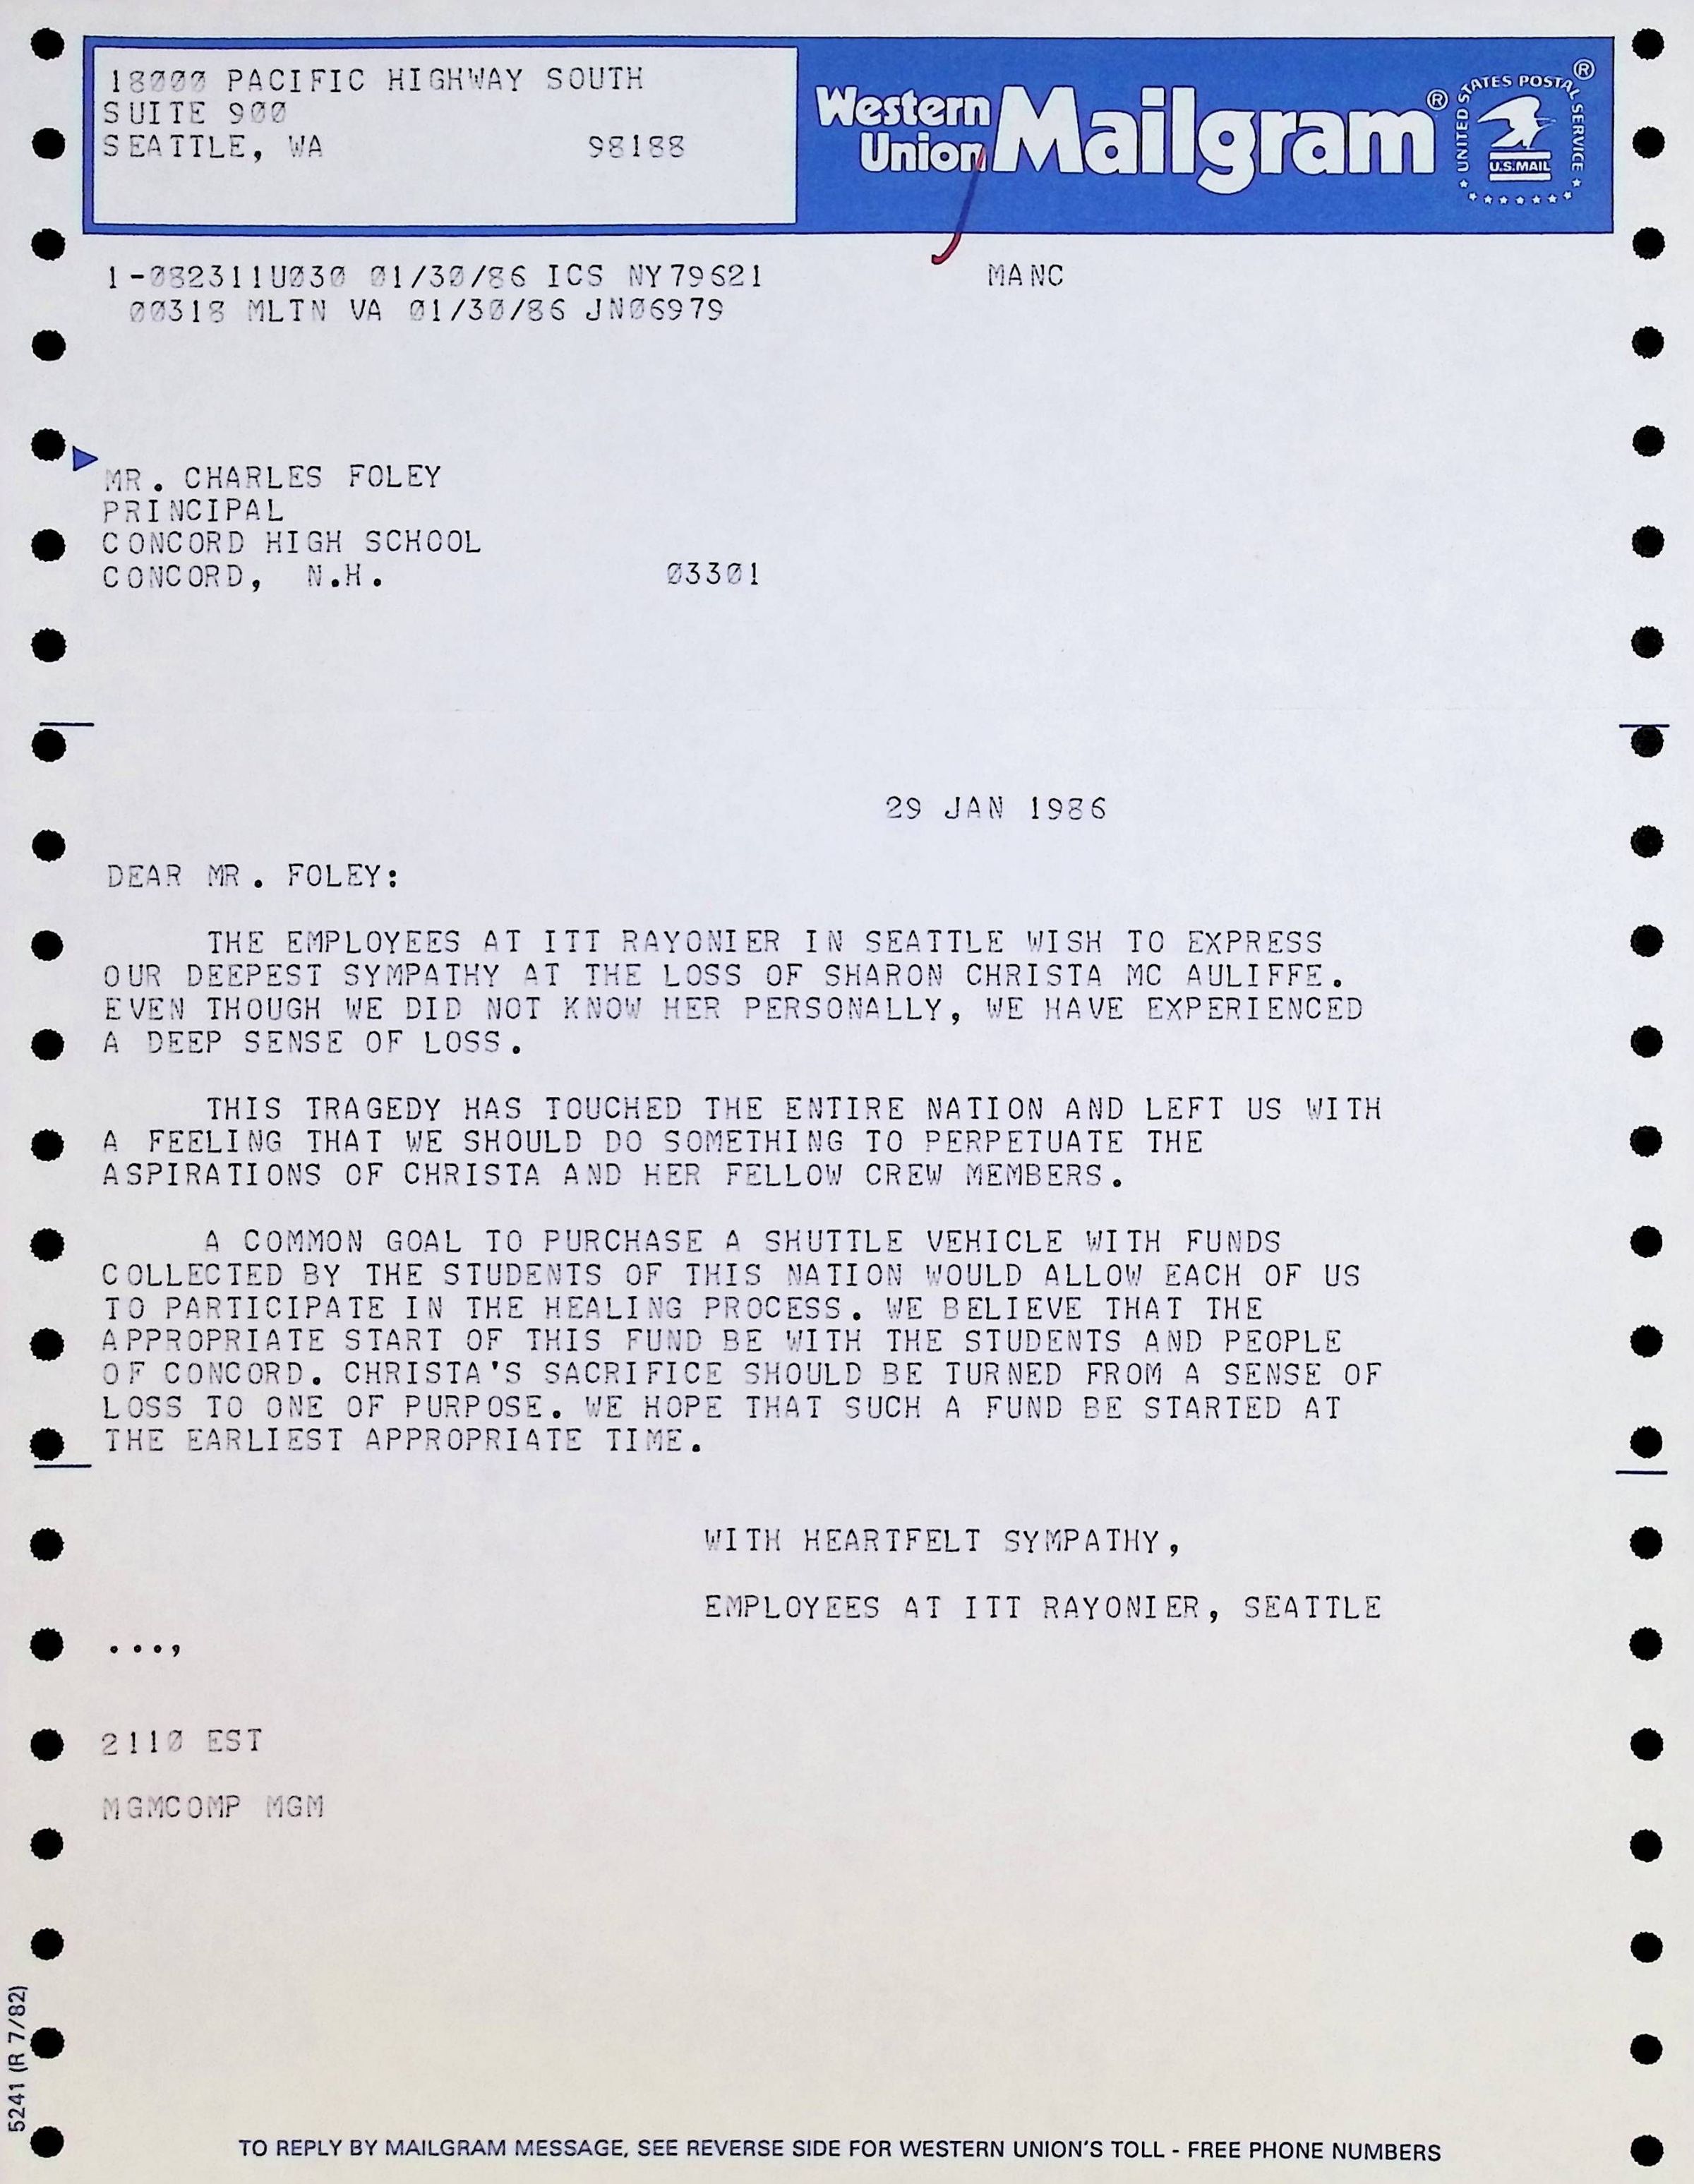 18000 PACIFIC HIGHWAY SOUTH
SUITE 900
SEATTLE, WA 98188
Western Union Mailgram®
UNITED STATES POSTAL SERVICE ®
U.S.MAIL
1-082311U030 01/30/86 ICS NY79621 MANC
00318 MLTN VA 01/30/86 JN06979
MR. CHARLES FOLEY
PRINCIPAL
CONCORD HIGH SCHOOL
CONCORD, N.H. 03301
29 JAN 1986
DEAR MR. FOLEY:
THE EMPLOYEES AT ITT RAYONIER IN SEATTLE WISH TO EXPRESS
OUR DEEPEST SYMPATHY AT THE LOSS OF SHARON CHRISTA MC AULIFFE.
EVEN THOUGH WE DID NOT KNOW HER PERSONALLY, WE HAVE EXPERIENCED
A DEEP SENSE OF LOSS.
THIS TRAGEDY HAS TOUCHED THE ENTIRE NATION AND LEFT US WITH
A FEELING THAT WE SHOULD DO SOMETHING TO PERPETUATE THE
ASPIRATIONS OF CHRISTA AND HER FELLOW CREW MEMBERS.
A COMMON GOAL TO PURCHASE A SHUTTLE VEHICLE WITH FUNDS
COLLECTED BY THE STUDENTS OF THIS NATION WOULD ALLOW EACH OF US
TO PARTICIPATE IN THE HEALING PROCESS. WE BELIEVE THAT THE
APPROPRIATE START OF THIS FUND BE WITH THE STUDENTS AND PEOPLE
OF CONCORD. CHRISTA'S SACRIFICE SHOULD BE TURNED FROM A SENSE OF
LOSS TO ONE OF PURPOSE. WE HOPE THAT SUCH A FUND BE STARTED AT
THE EARLIEST APPROPRIATE TIME.
WITH HEARTFELT SYMPATHY,
EMPLOYEES AT ITT RAYONIER, SEATTLE
...,
2110 EST
MGMCOMP MGM
5241 (R 7/82)
TO REPLY BY MAILGRAM MESSAGE, SEE REVERSE SIDE FOR WESTERN UNION'S TOLL - FREE PHONE NUMBERS